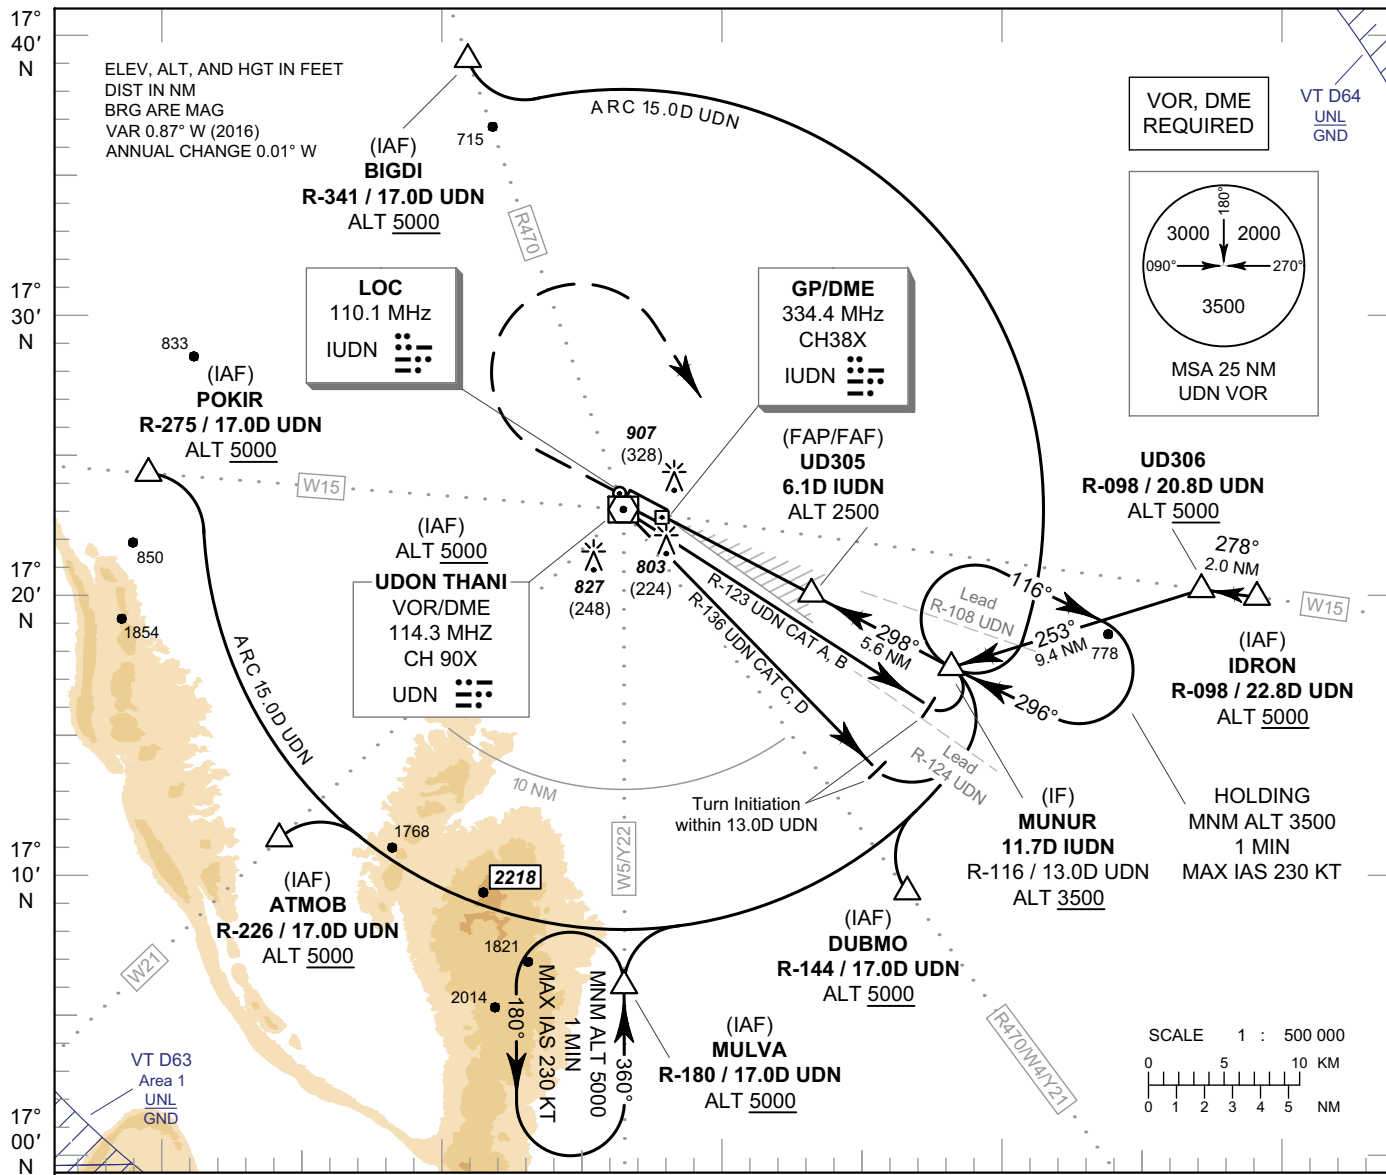 17°
40'
N
17°
30'
N
17°
20'
N
17°
10'
N
17°
00'
N
ELEV, ALT, AND HGT IN FEET
DIST IN NM
BRG ARE MAG
VAR 0.87° W (2016)
ANNUAL CHANGE 0.01° W
(IAF)
BIGDI
R-341 / 17.0D UDN
ALT 5000
715
ARC 15.0D UDN
R470
VOR, DME
REQUIRED
VT D64
UNL
GND
180°
3000
2000
090°
270°
3500
MSA 25 NM
UDN VOR
LOC
110.1 MHz
IUDN
GP/DME
334.4 MHz
CH38X
IUDN
833
(IAF)
POKIR
R-275 / 17.0D UDN
ALT 5000
W15
907
(328)
(FAP/FAF)
UD305
6.1D IUDN
ALT 2500
UD306
R-098 / 20.8D UDN
ALT 5000
278°
2.0 NM
W15
(IAF)
IDRON
R-098 / 22.8D UDN
ALT 5000
850
1854
(IAF)
ALT 5000
UDON THANI
VOR/DME
114.3 MHZ
CH 90X
UDN
827
(248)
803
(224)
R-123 UDN CAT A, B
R-136 UDN CAT C, D
116°
Lead
R-108 UDN
253°
9.4 NM
778
298°
5.6 NM
296°
ARC 15.0D UDN
10 NM
Lead
R-124 UDN
Turn Initiation
within 13.0D UDN
(IF)
MUNUR
11.7D IUDN
R-116 / 13.0D UDN
ALT 3500
HOLDING
MNM ALT 3500
1 MIN
MAX IAS 230 KT
1768
2218
W5/Y22
(IAF)
ATMOB
R-226 / 17.0D UDN
ALT 5000
W21
1821
2014
180°
MAX IAS 230 KT
1 MIN
MNM ALT 5000
360°
(IAF)
DUBMO
R-144 / 17.0D UDN
ALT 5000
(IAF)
MULVA
R-180 / 17.0D UDN
ALT 5000
R470/W4/Y21
VT D63
Area 1
UNL
GND
SCALE 1 : 500 000
0 5 10 KM
0 1 2 3 4 5 NM